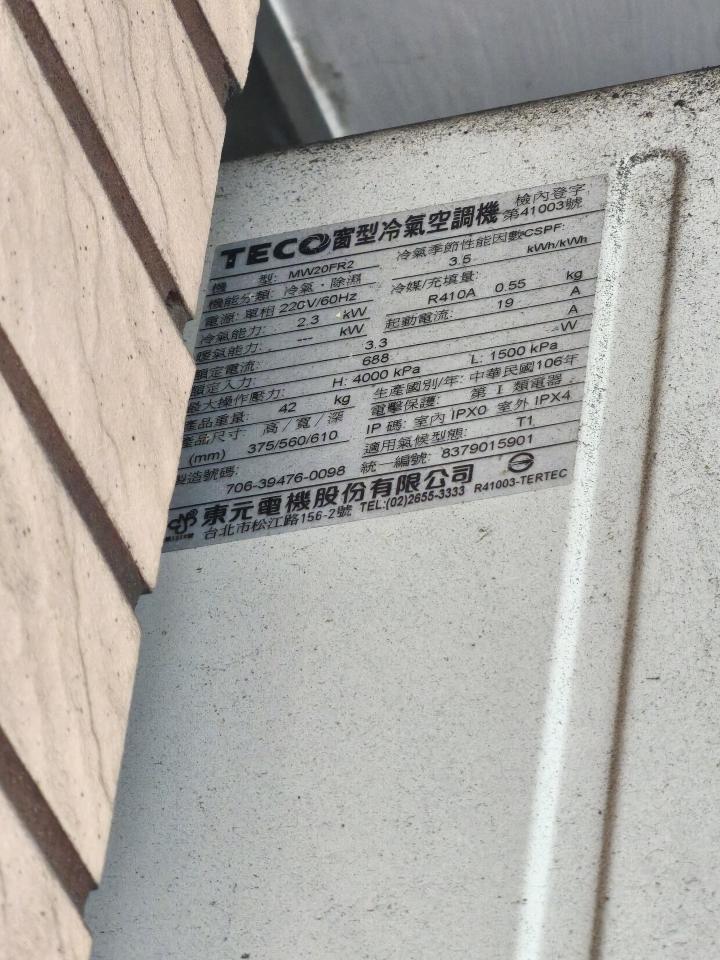 TECO 窗型冷氣空調機 檢內登字第41003號
機 型: MW20FR2
冷氣季節性能因數CSPF: 3.5 kWh/kWh
機能分類: 冷氣・除濕
電源: 單相 220V/60Hz
冷媒/充填量: R410A 0.55 kg
冷氣能力: 2.3 kW
起動電流: 19 A
暖氣能力: --- kW
額定電流: 3.3 A
額定入力: 688 W
最大操作壓力: H: 4000 kPa L: 1500 kPa
產品重量: 42 kg
生產國別/年: 中華民國106年
電擊保護: 第 I 類電器
產品尺寸: 高/寬/深 (mm) 375/560/610
IP 碼: 室內 IPX0 室外 IPX4
適用氣候型態: T1
製造號碼: 706-39476-0098
統一編號: 8379015901
東元電機股份有限公司
台北市松江路156-2號 TEL:(02)2655-3333 R41003-TERTEC